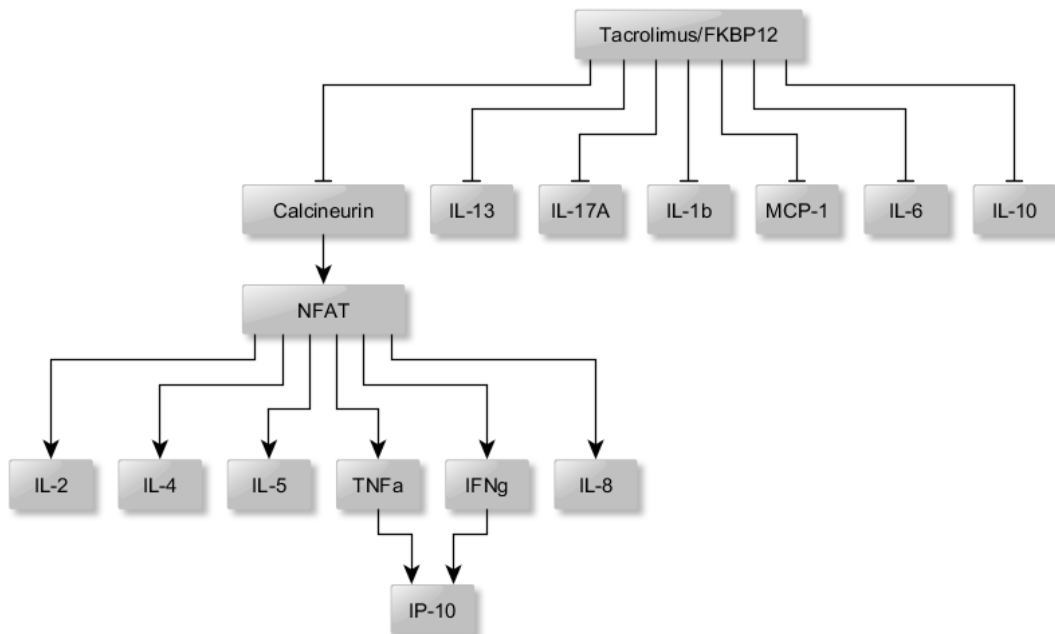 Tacrolimus/FKBP12
Calcineurin
IL-13
IL-17A
IL-1b
MCP-1
IL-6
IL-10
NFAT
IL-2
IL-4
IL-5
TNFa
IFNg
IL-8
IP-10